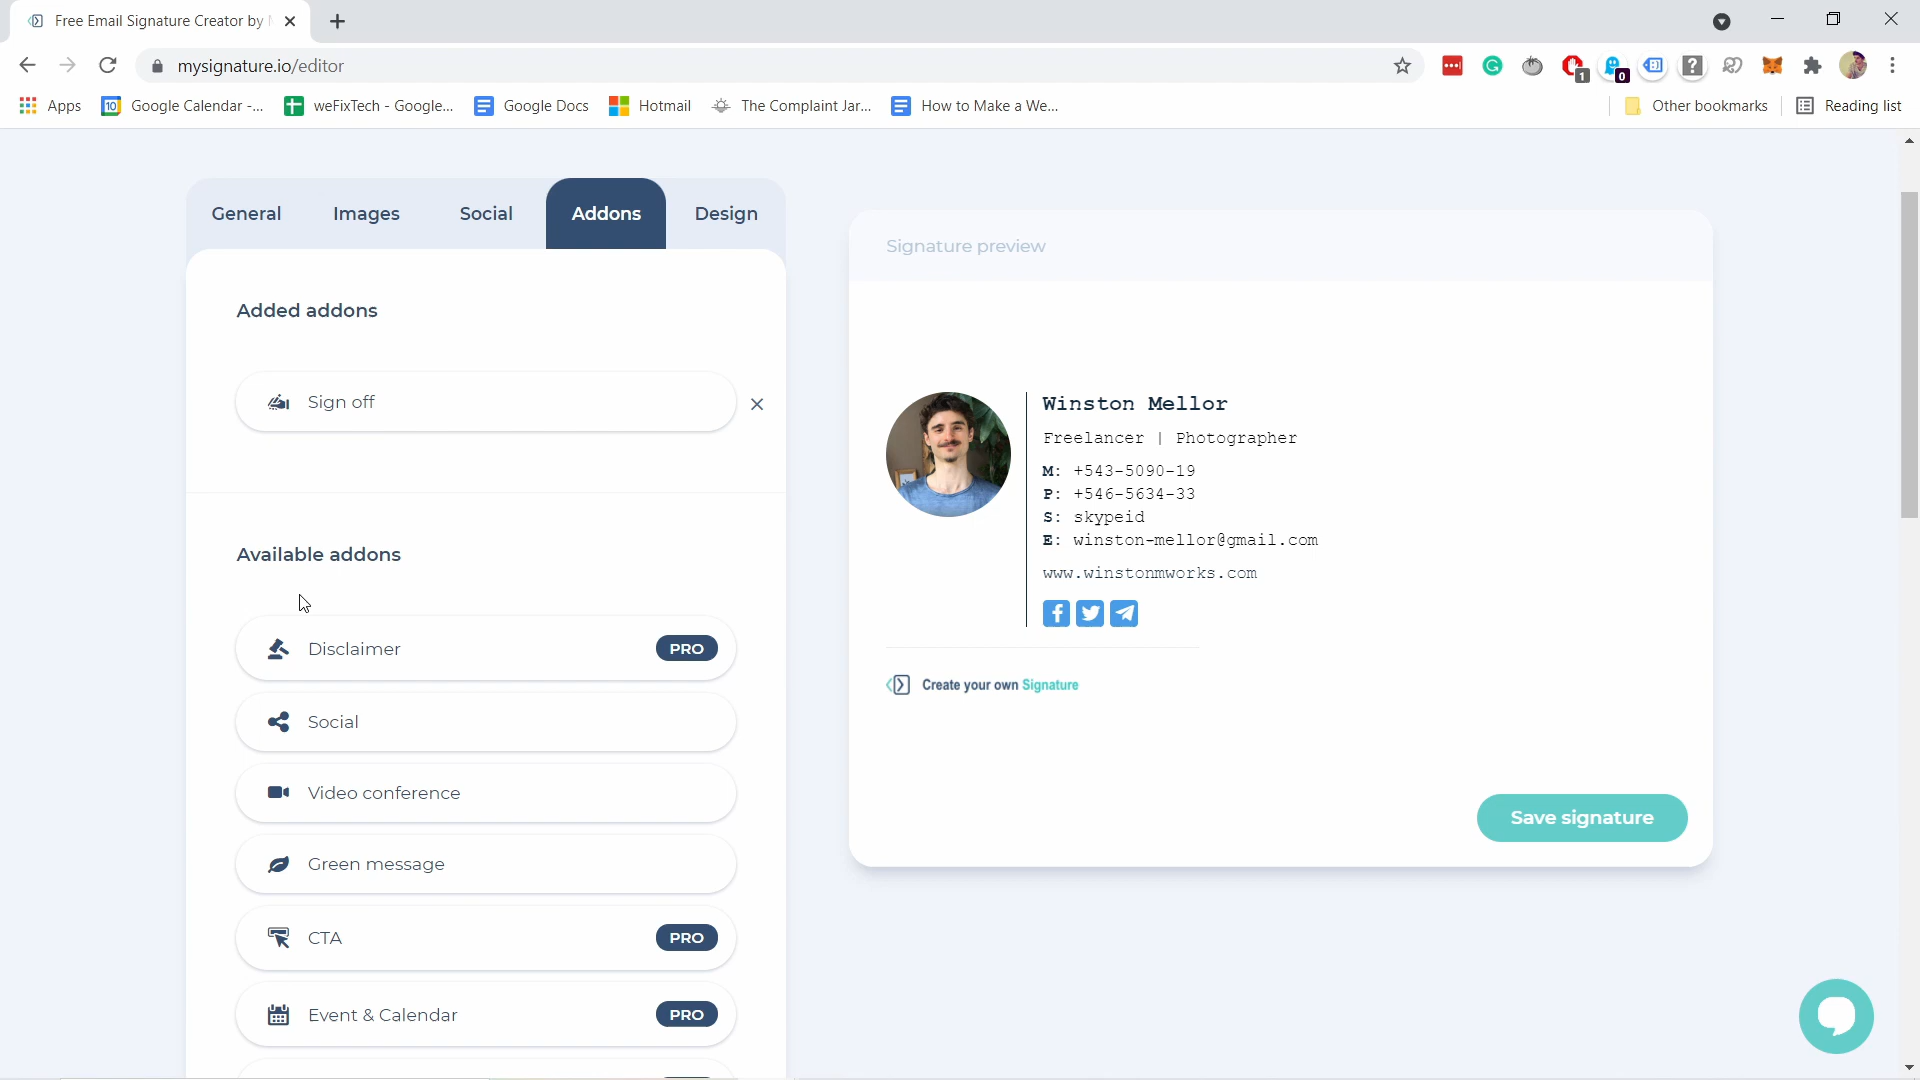 Free Email Signature Creator by
mysignature.io/editor
1
0
Apps
10
Google Calendar -...
weFixTech - Google...
Google Docs
Hotmail
The Complaint Jar...
How to Make a We...
Other bookmarks
Reading list
General
Images
Social
Addons
Design
Added addons
Sign off
Available addons
Disclaimer
PRO
Social
Video conference
Green message
CTA
PRO
Event & Calendar
PRO
Signature preview
Winston Mellor
Freelancer | Photographer
M: +543-5090-19
P: +546-5634-33
S: skypeid
E: winston-mellor@gmail.com
www.winstonmworks.com
Create your own Signature
Save signature